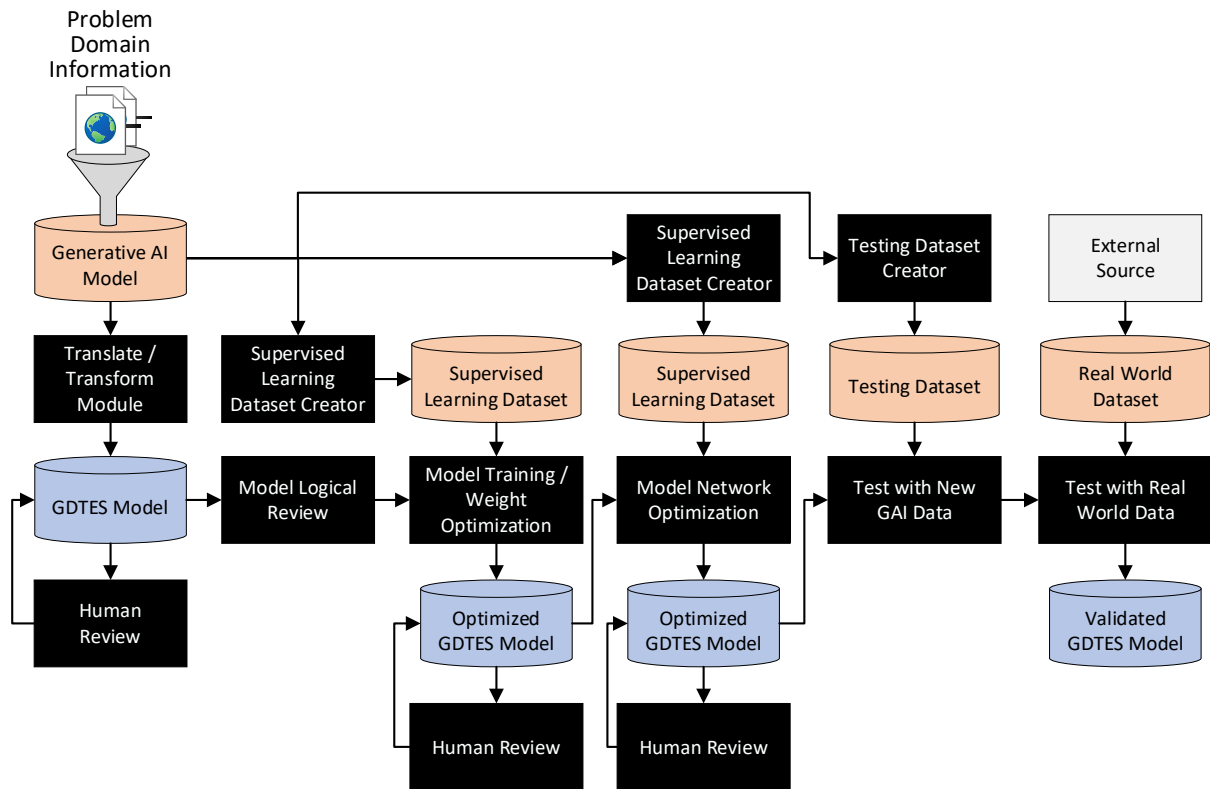 Problem
Domain
Information
Generative AI
Model
Supervised
Learning
Dataset Creator
Testing Dataset
Creator
External
Source
Translate /
Transform
Module
Supervised
Learning
Dataset Creator
Supervised
Learning Dataset
Supervised
Learning Dataset
Testing Dataset
Real World
Dataset
GDTES Model
Model Logical
Review
Model Training /
Weight
Optimization
Model Network
Optimization
Test with New
GAI Data
Test with Real
World Data
Human
Review
Optimized
GDTES Model
Optimized
GDTES Model
Validated
GDTES Model
Human Review
Human Review